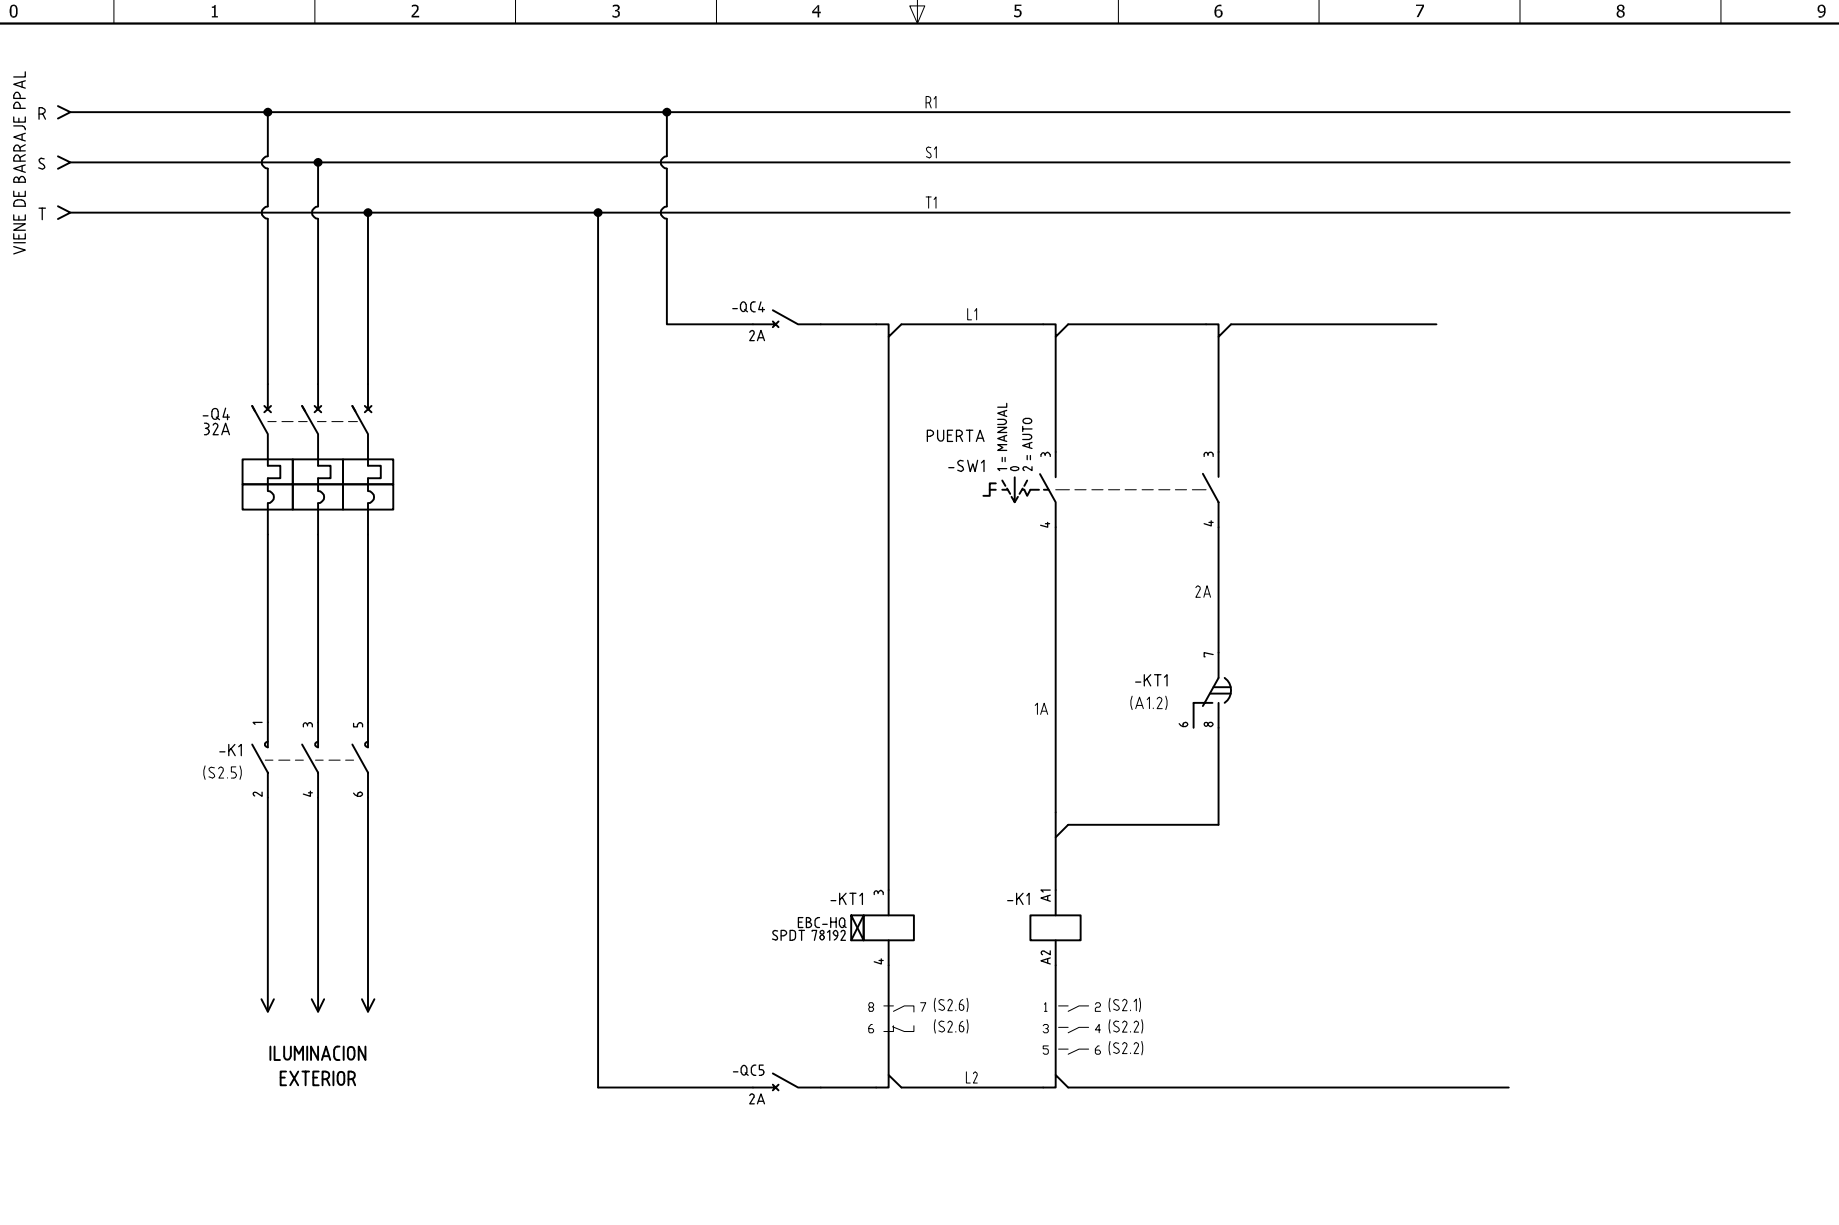 0 1 2 3 4 5 6 7 8 9
VIENE DE BARRAJE PPAL
R
R1
S
S1
T
T1
-QC4
2A
L1
-Q4
32A
PUERTA
-SW1
1 = MANUAL
0
2 = AUTO
3
4
3
4
2A
7
-KT1
(A1.2)
6
8
1A
1
3
5
-K1
(S2.5)
2
4
6
-KT1
3
EBC-HQ
SPDT 78192
4
-K1
A1
A2
8 7 (S2.6)
6 (S2.6)
1 2 (S2.1)
3 4 (S2.2)
5 6 (S2.2)
ILUMINACION
EXTERIOR
-QC5
2A
L2